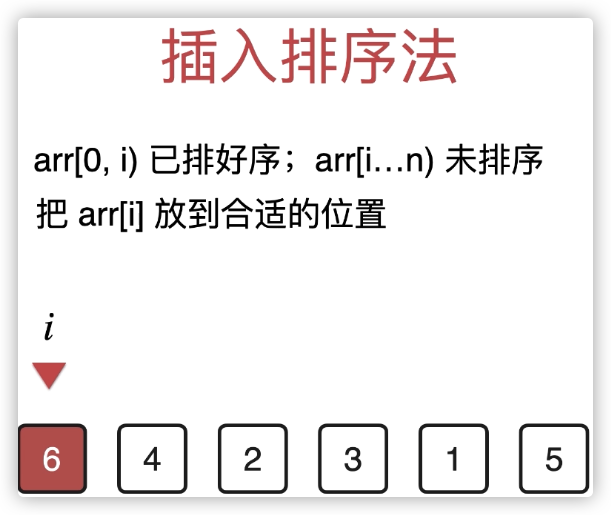 插入排序法
arr[0, i) 已排好序；arr[i…n) 未排序
把 arr[i] 放到合适的位置
i
6 4 2 3 1 5